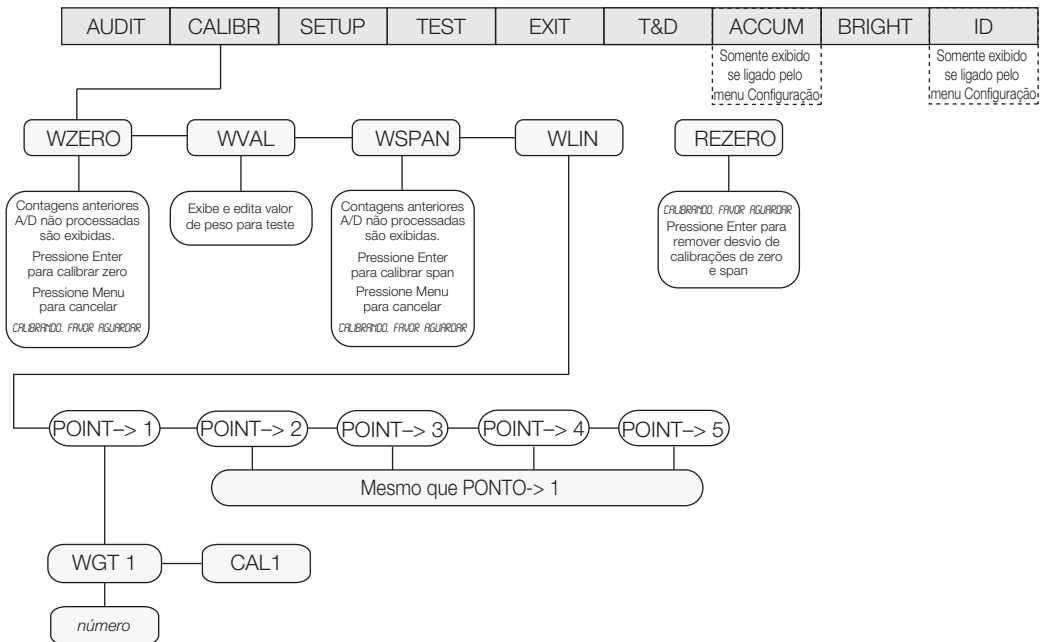 AUDIT CALIBR SETUP TEST EXIT T&D ACCUM BRIGHT ID
Somente exibido
se ligado pelo
menu Configuração
Somente exibido
se ligado pelo
menu Configuração
WZERO WVAL WSPAN WLIN REZERO
Contagens anteriores
A/D não processadas
são exibidas.
Pressione Enter
para calibrar zero
Pressione Menu
para cancelar
CALIBRANDO. FAVOR AGUARDAR
Exibe e edita valor
de peso para teste
Contagens anteriores
A/D não processadas
são exibidas.
Pressione Enter
para calibrar span
Pressione Menu
para cancelar
CALIBRANDO. FAVOR AGUARDAR
CALIBRANDO. FAVOR AGUARDAR
Pressione Enter para
remover desvio de
calibrações de zero
e span
POINT–> 1 POINT–> 2 POINT–> 3 POINT–> 4 POINT–> 5
Mesmo que PONTO-> 1
WGT 1 CAL1
número